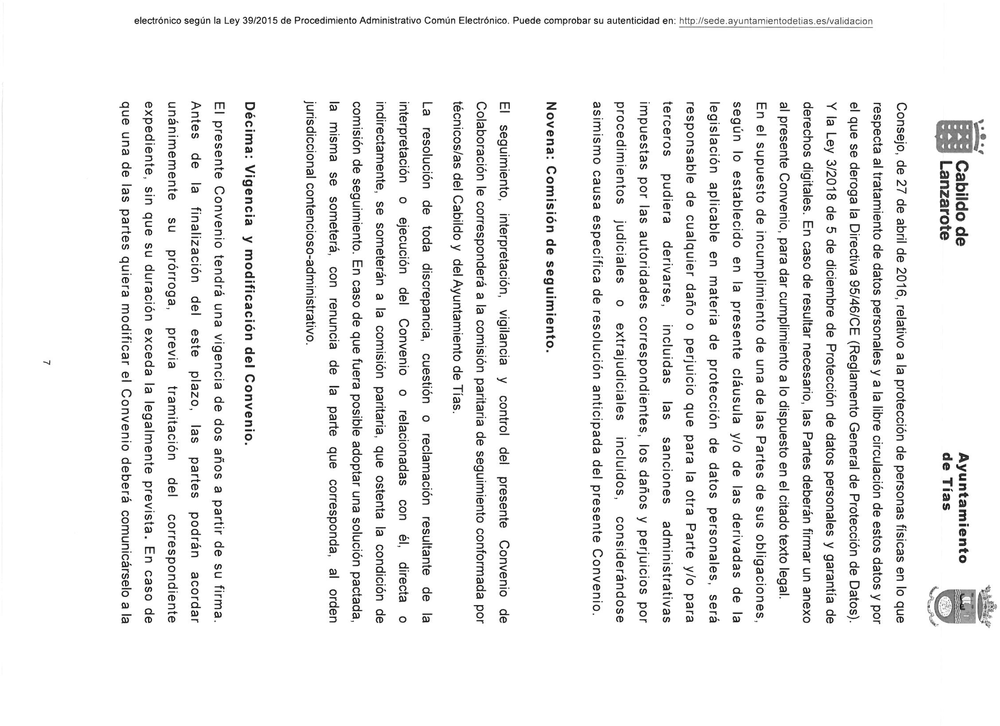 electrónico según la Ley 39/2015 de Procedimiento Administrativo Común Electrónico. Puede comprobar su autenticidad en: http://sede.ayuntamientodetias.es/validacion
Cabildo de
Lanzarote
Ayuntamiento
de Tías
Consejo, de 27 de abril de 2016, relativo a la protección de personas físicas en lo que
respecta al tratamiento de datos personales y a la libre circulación de estos datos y por
el que se deroga la Directiva 95/46/CE (Reglamento General de Protección de Datos).
Y la Ley 3/2018 de 5 de diciembre de Protección de datos personales y garantía de
derechos digitales. En caso de resultar necesario, las Partes deberán firmar un anexo
al presente Convenio, para dar cumplimiento a lo dispuesto en el citado texto legal.
En el supuesto de incumplimiento de una de las Partes de sus obligaciones,
según lo establecido en la presente cláusula y/o de las derivadas de la
legislación aplicable en materia de protección de datos personales, será
responsable de cualquier daño o perjuicio que para la otra Parte y/o para
terceros pudiera derivarse, incluidas las sanciones administrativas
impuestas por las autoridades correspondientes, los daños y perjuicios por
procedimientos judiciales o extrajudiciales incluidos, considerándose
asimismo causa específica de resolución anticipada del presente Convenio.
Novena: Comisión de seguimiento.
El seguimiento, interpretación, vigilancia y control del presente Convenio de
Colaboración le corresponderá a la comisión paritaria de seguimiento conformada por
técnicos/as del Cabildo y del Ayuntamiento de Tías.
La resolución de toda discrepancia, cuestión o reclamación resultante de la
interpretación o ejecución del Convenio o relacionadas con él, directa o
indirectamente, se someterán a la comisión paritaria, que ostenta la condición de
comisión de seguimiento. En caso de que fuera posible adoptar una solución pactada,
la misma se someterá, con renuncia de la parte que corresponda, al orden
jurisdiccional contencioso-administrativo.
Décima: Vigencia y modificación del Convenio.
El presente Convenio tendrá una vigencia de dos años a partir de su firma.
Antes de la finalización del este plazo, las partes podrán acordar
unánimemente su prórroga, previa tramitación del correspondiente
expediente, sin que su duración exceda la legalmente prevista. En caso de
que una de las partes quiera modificar el Convenio deberá comunicárselo a la
7